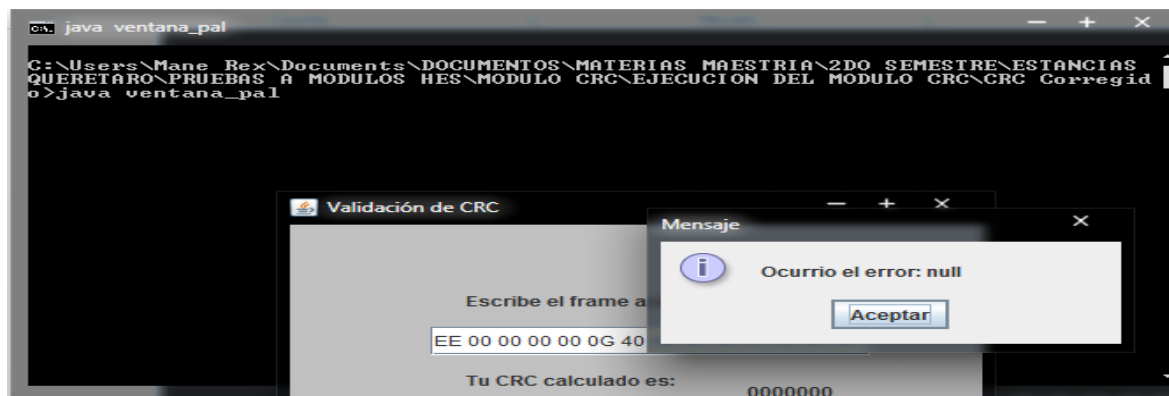 java ventana_pal
C:\Users\Mane Rex\Documents\DOCUMENTOS\MATERIAS MAESTRIA\2DO SEMESTRE\ESTANCIAS
QUERETARO\PRUEBAS A MODULOS HES\MODULO CRC\EJECUCION DEL MODULO CRC\CRC Corregid
o>java ventana_pal
Validación de CRC
Mensaje
Ocurrio el error: null
Aceptar
Escribe el frame a
EE 00 00 00 00 0G 40
Tu CRC calculado es:
0000000